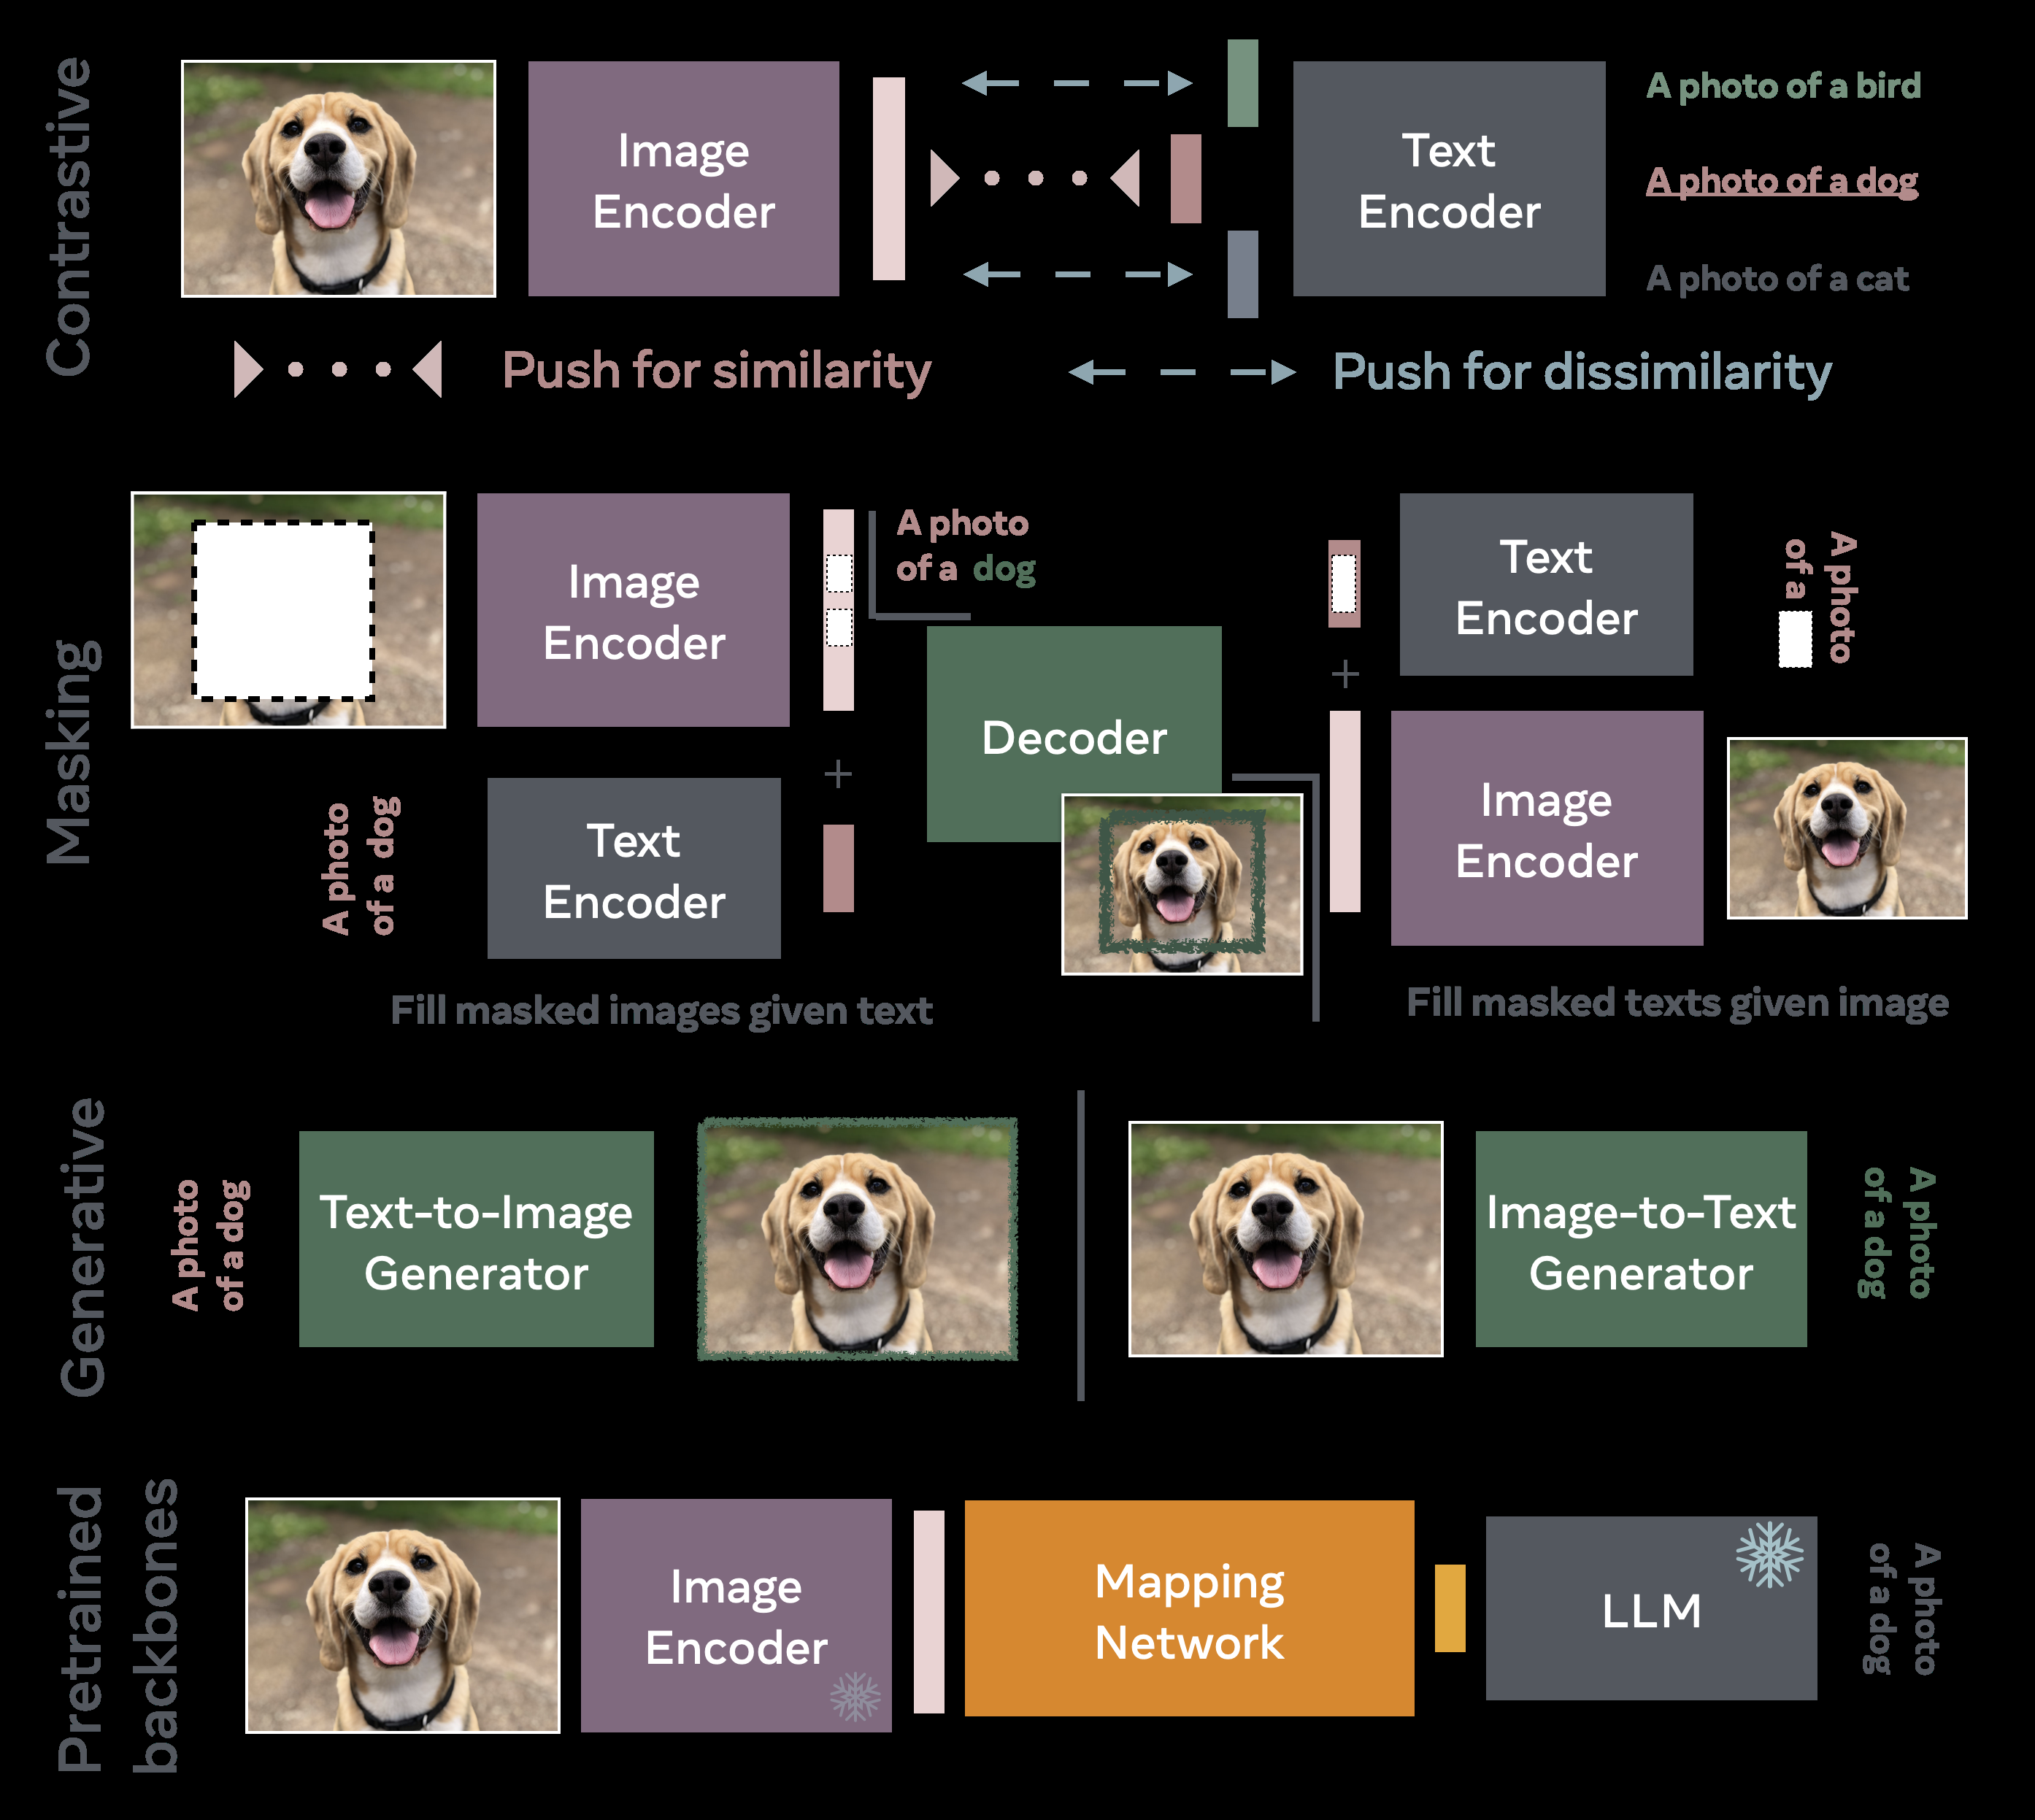 Contrastive
Image
Encoder
Text
Encoder
A photo of a bird
A photo of a dog
A photo of a cat
Push for similarity
Push for dissimilarity
Masking
Image
Encoder
A photo
of a dog
Text
Encoder
A photo
of a
Decoder
A photo
of a dog
Text
Encoder
Image
Encoder
Fill masked images given text
Fill masked texts given image
Generative
A photo
of a dog
Text-to-Image
Generator
Image-to-Text
Generator
A photo
of a dog
Pretrained
backbones
Image
Encoder
Mapping
Network
LLM
A photo
of a dog